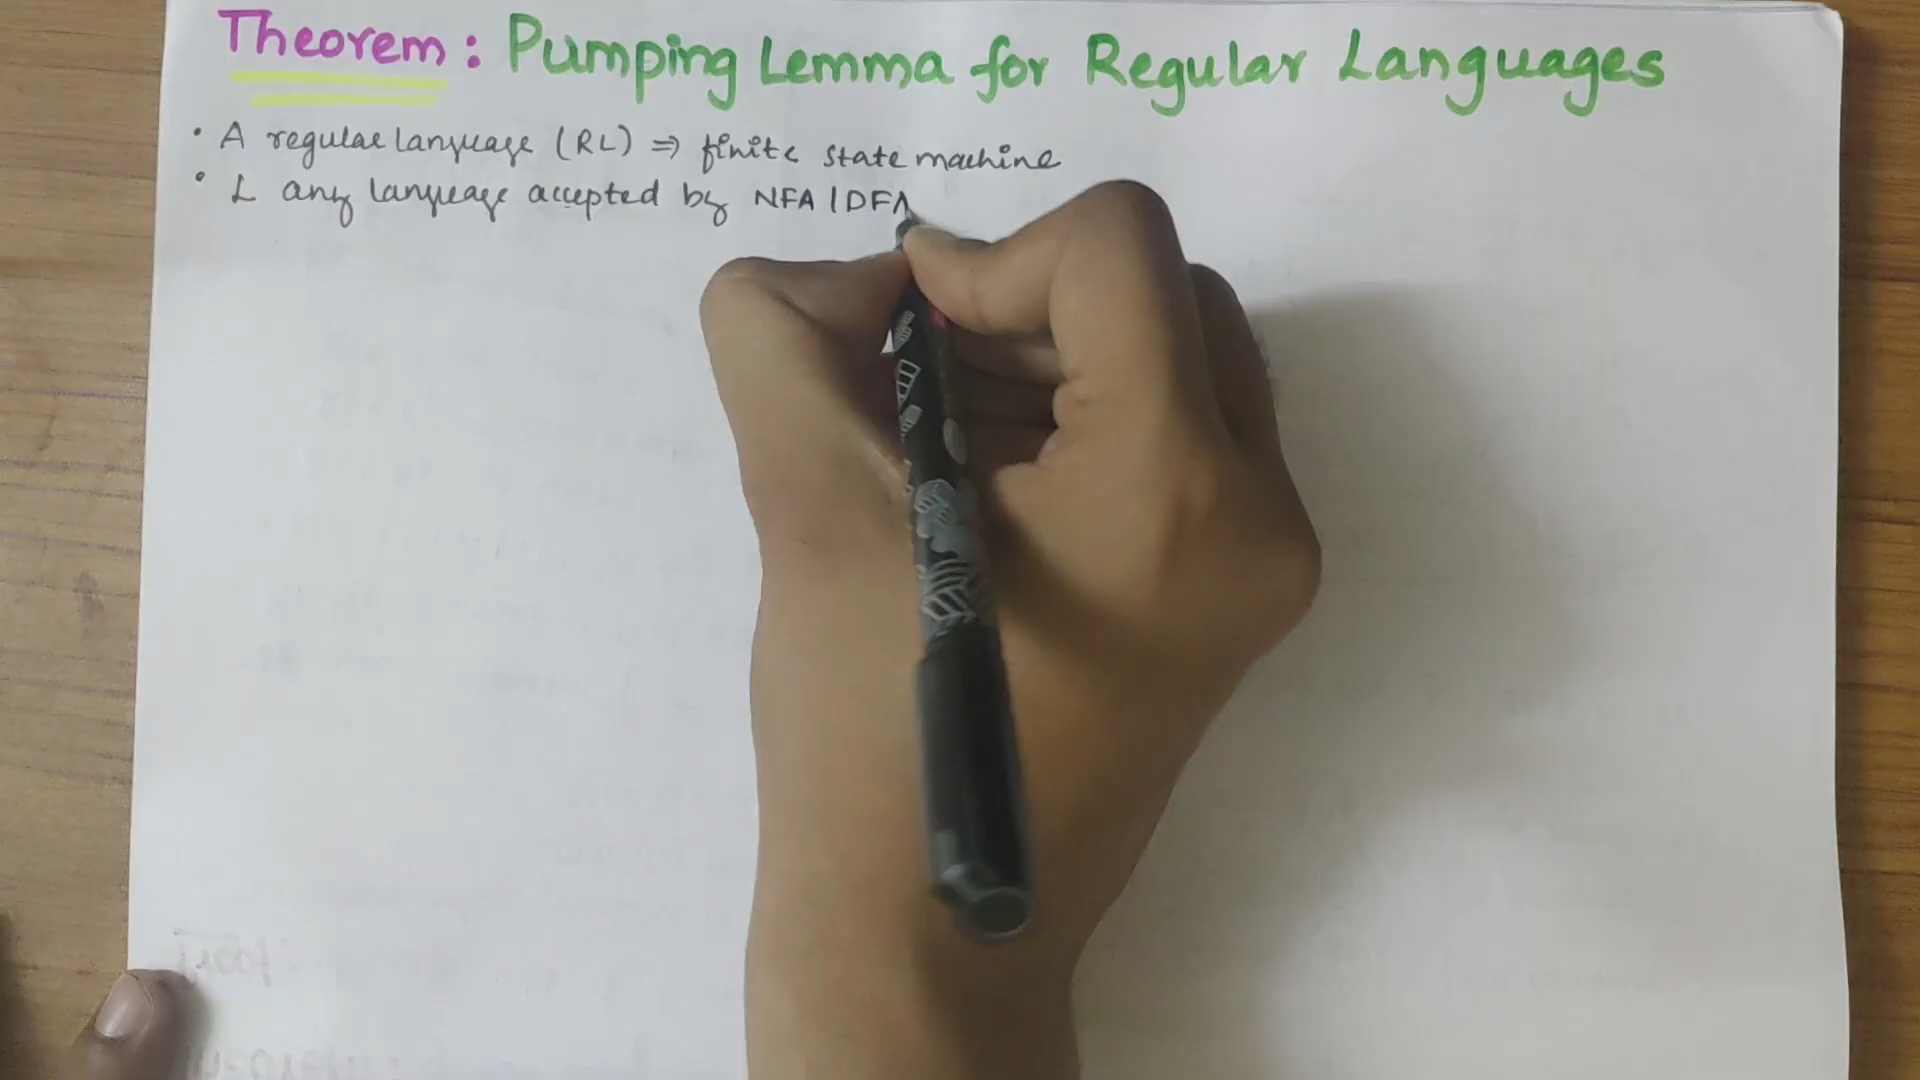 Theorem: Pumping Lemma for Regular Languages
• A regular language (RL) ⇒ finite state machine
• L any language accepted by NFA | DFA